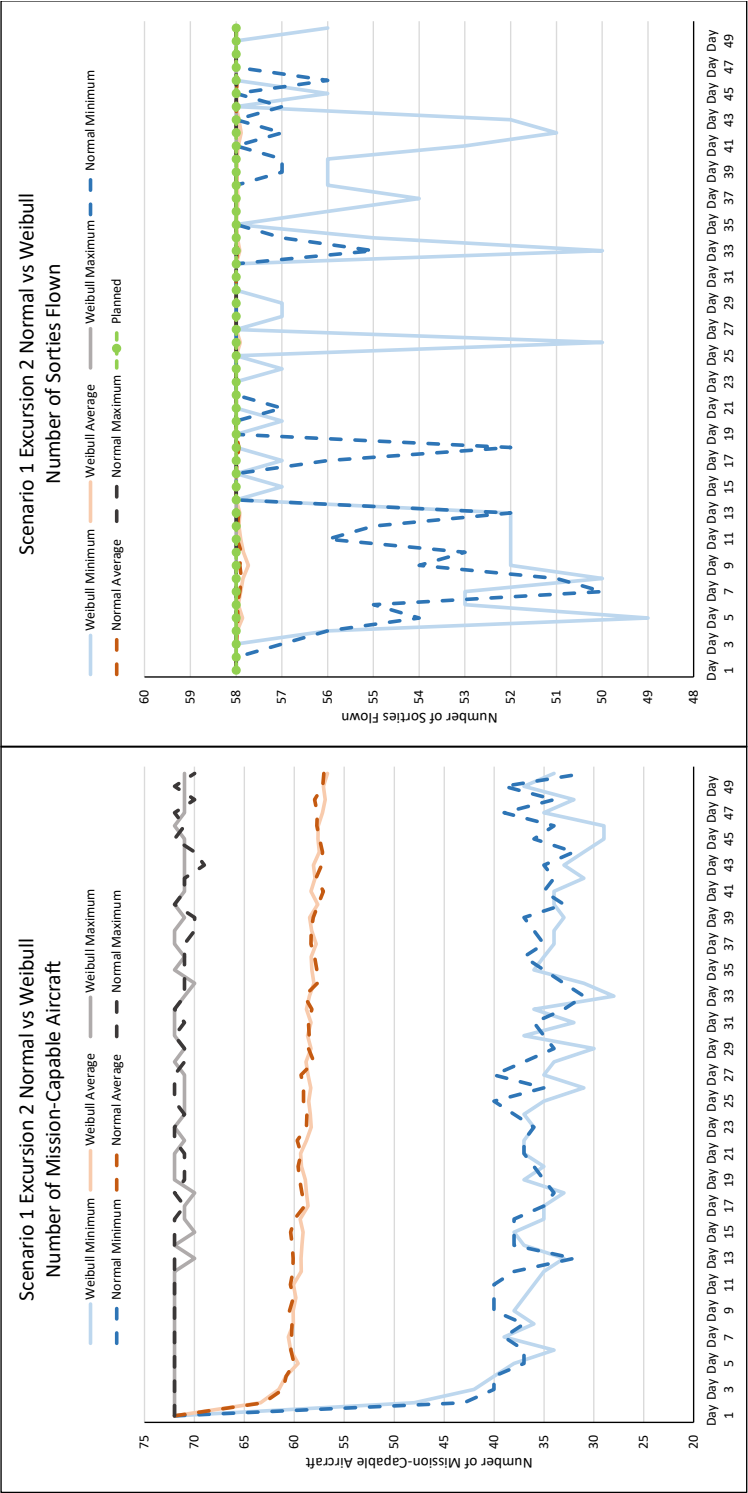 Scenario 1 Excursion 2 Normal vs Weibull
Number of Mission-Capable Aircraft
Weibull Minimum Weibull Average Weibull Maximum
Normal Minimum Normal Average Normal Maximum
75
70
65
60
55
50
45
40
35
30
25
20
Number of Mission-Capable Aircraft
Day Day Day Day Day Day Day Day Day Day Day Day Day Day Day Day Day Day Day Day Day Day Day Day Day
1 3 5 7 9 11 13 15 17 19 21 23 25 27 29 31 33 35 37 39 41 43 45 47 49
Scenario 1 Excursion 2 Normal vs Weibull
Number of Sorties Flown
Weibull Minimum Weibull Average Weibull Maximum Normal Minimum
Normal Average Normal Maximum Planned
60
59
58
57
56
55
54
53
52
51
50
49
48
Number of Sorties Flown
Day Day Day Day Day Day Day Day Day Day Day Day Day Day Day Day Day Day Day Day Day Day Day Day Day
1 3 5 7 9 11 13 15 17 19 21 23 25 27 29 31 33 35 37 39 41 43 45 47 49